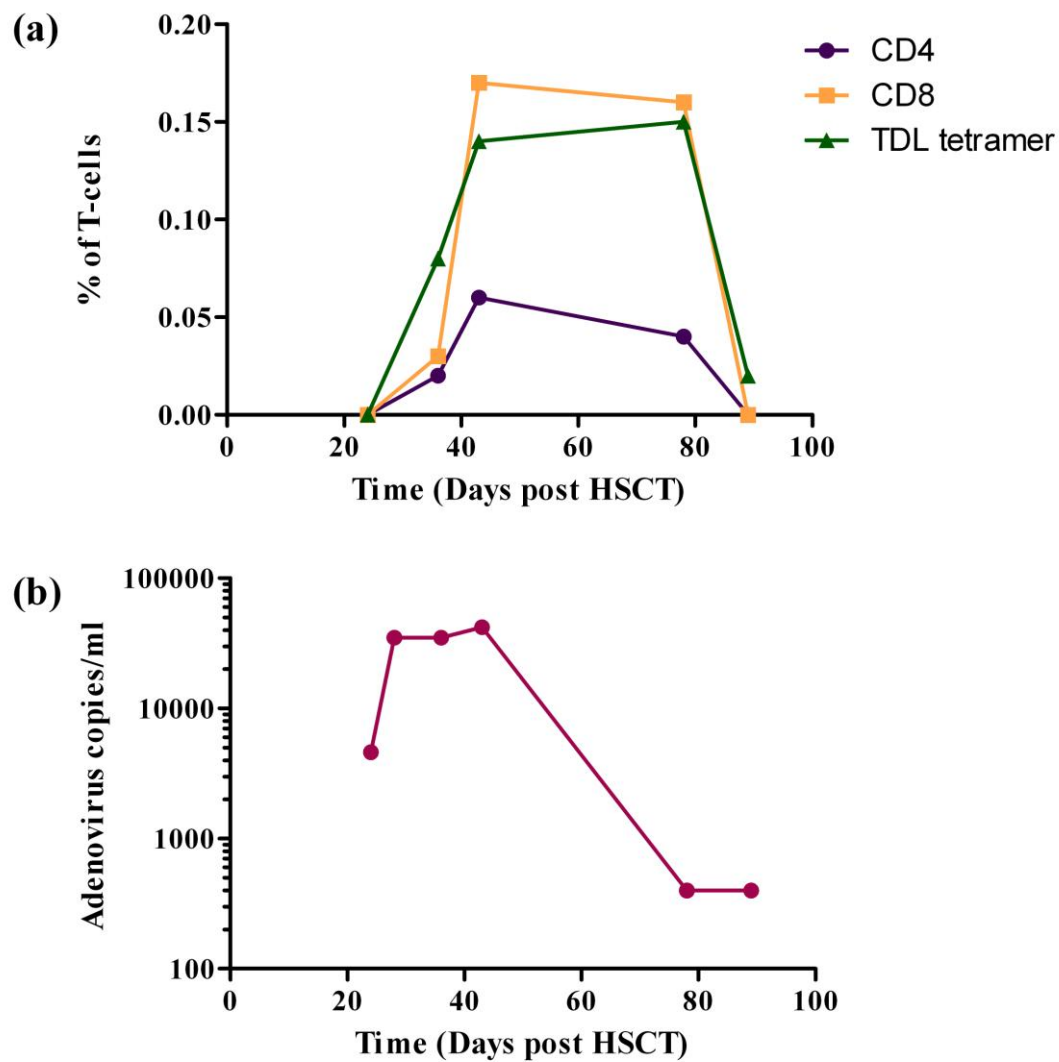 (a)
% of T-cells
0.20
0.15
0.10
0.05
0.00
0 20 40 60 80 100
Time (Days post HSCT)
CD4
CD8
TDL tetramer
(b)
Adenovirus copies/ml
100000
10000
1000
100
0 20 40 60 80 100
Time (Days post HSCT)